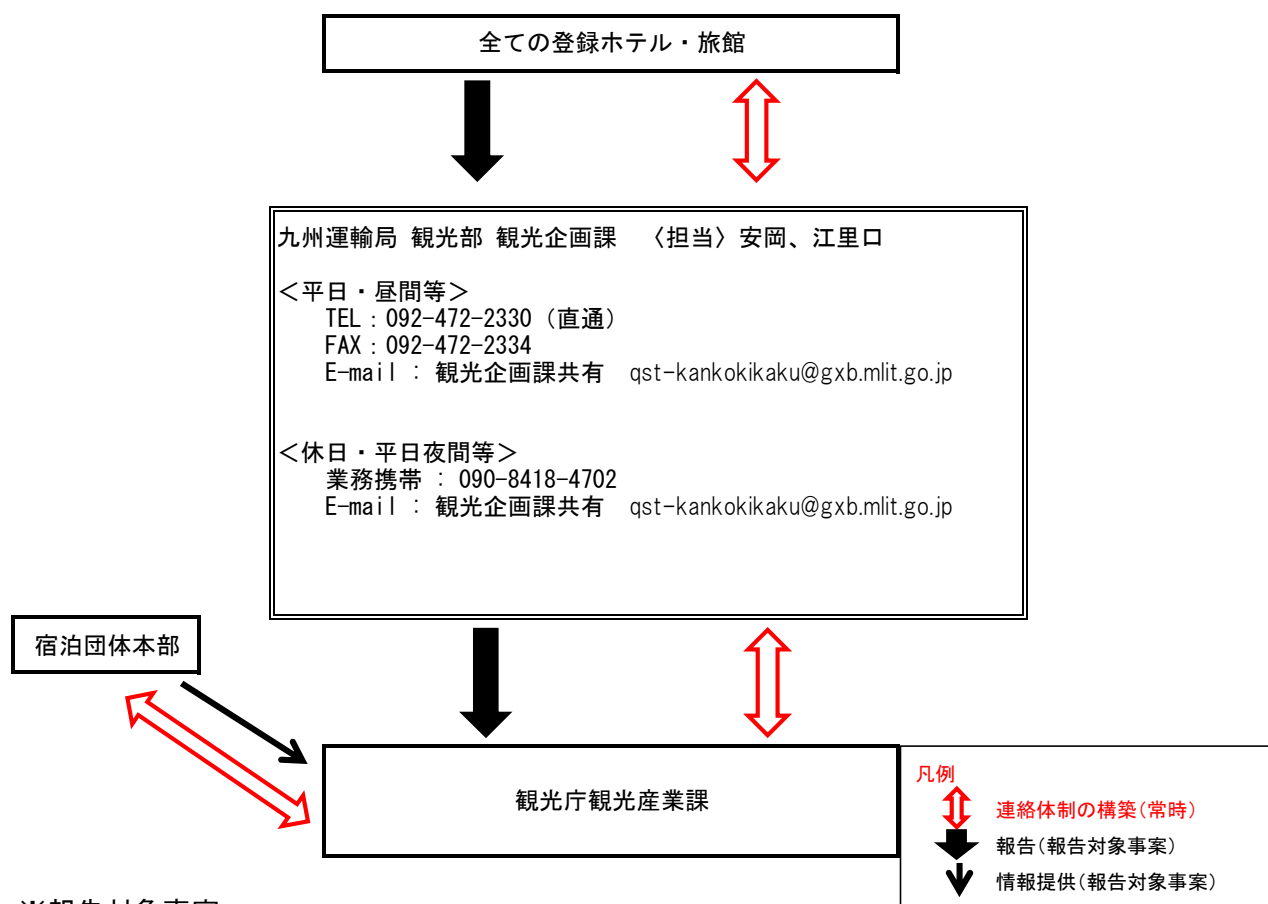 全ての登録ホテル・旅館
九州運輸局 観光部 観光企画課　〈担当〉安岡、江里口
＜平日・昼間等＞
TEL：092-472-2330（直通）
FAX：092-472-2334
E-mail : 観光企画課共有　qst-kankokikaku@gxb.mlit.go.jp
＜休日・平日夜間等＞
業務携帯 : 090-8418-4702
E-mail : 観光企画課共有　qst-kankokikaku@gxb.mlit.go.jp
宿泊団体本部
観光庁観光産業課
凡例
連絡体制の構築（常時）
報告（報告対象事案）
情報提供（報告対象事案）
※報告対象事案